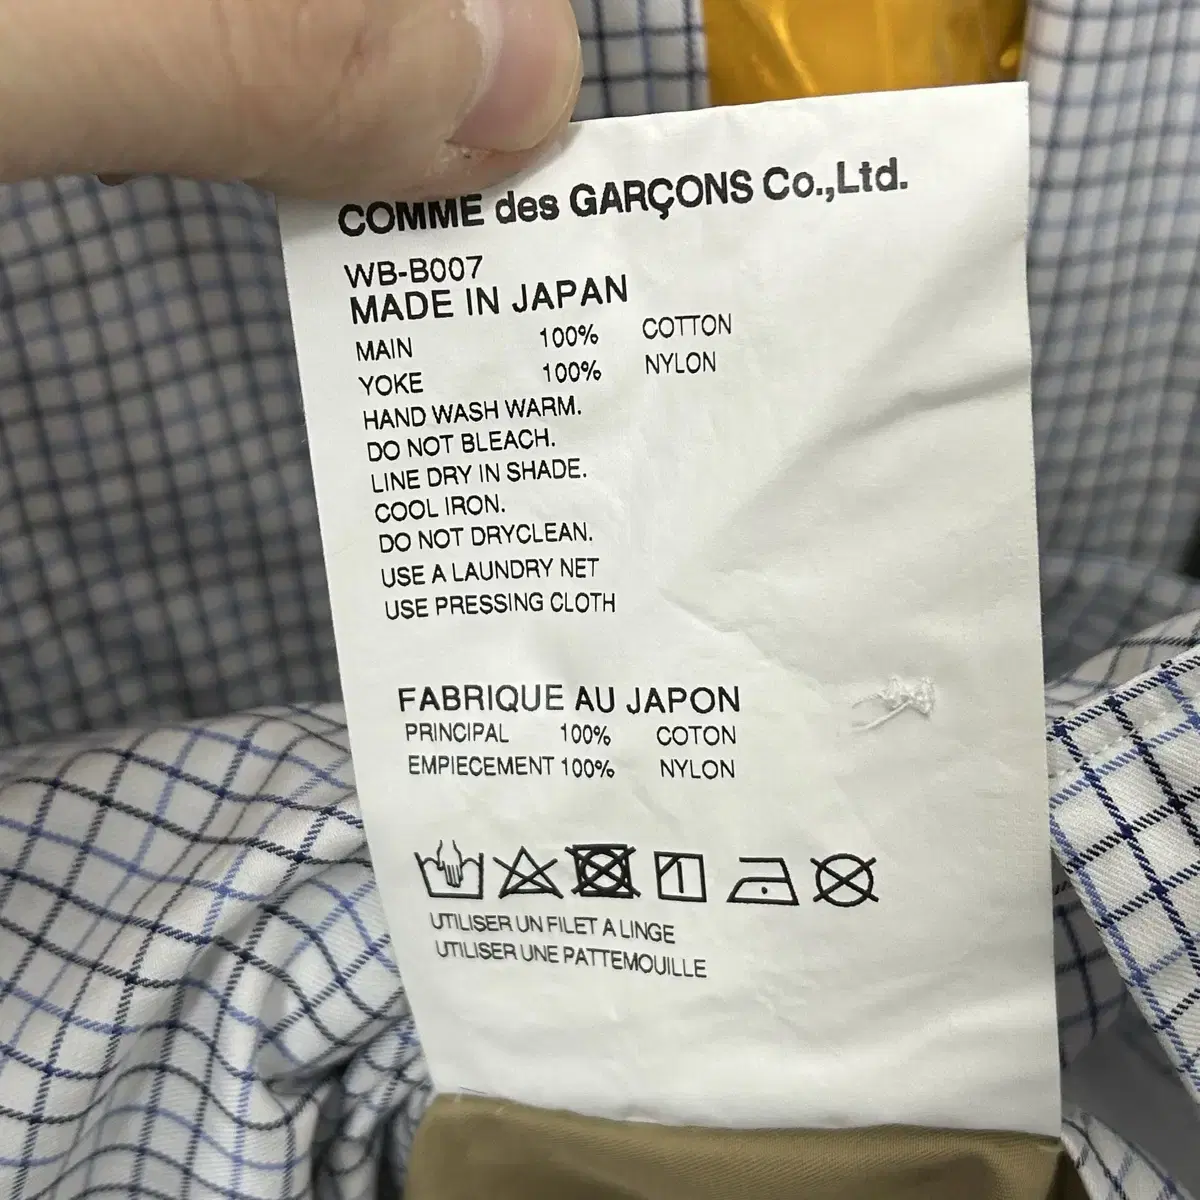 COMME des GARÇONS Co.,Ltd.
WB-B007
MADE IN JAPAN
MAIN 100% COTTON
YOKE 100% NYLON
HAND WASH WARM.
DO NOT BLEACH.
LINE DRY IN SHADE.
COOL IRON.
DO NOT DRYCLEAN.
USE A LAUNDRY NET
USE PRESSING CLOTH
FABRIQUE AU JAPON
PRINCIPAL 100% COTON
EMPIECEMENT 100% NYLON
UTILISER UN FILET A LINGE
UTILISER UNE PATTEMOUILLE